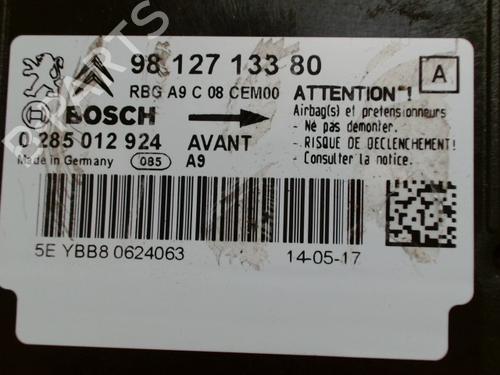 98 127 133 80
A
RBG A9 C 08 CEM00
ATTENTION !
Airbag(s) et pretensionneurs
- Ne pas demonter.
- RISQUE DE DECLENCHEMENT!
- Consulter la notice.
BOSCH
0 285 012 924 AVANT
Made in Germany 085 A9
5E YBB8 0624063
14-05-17